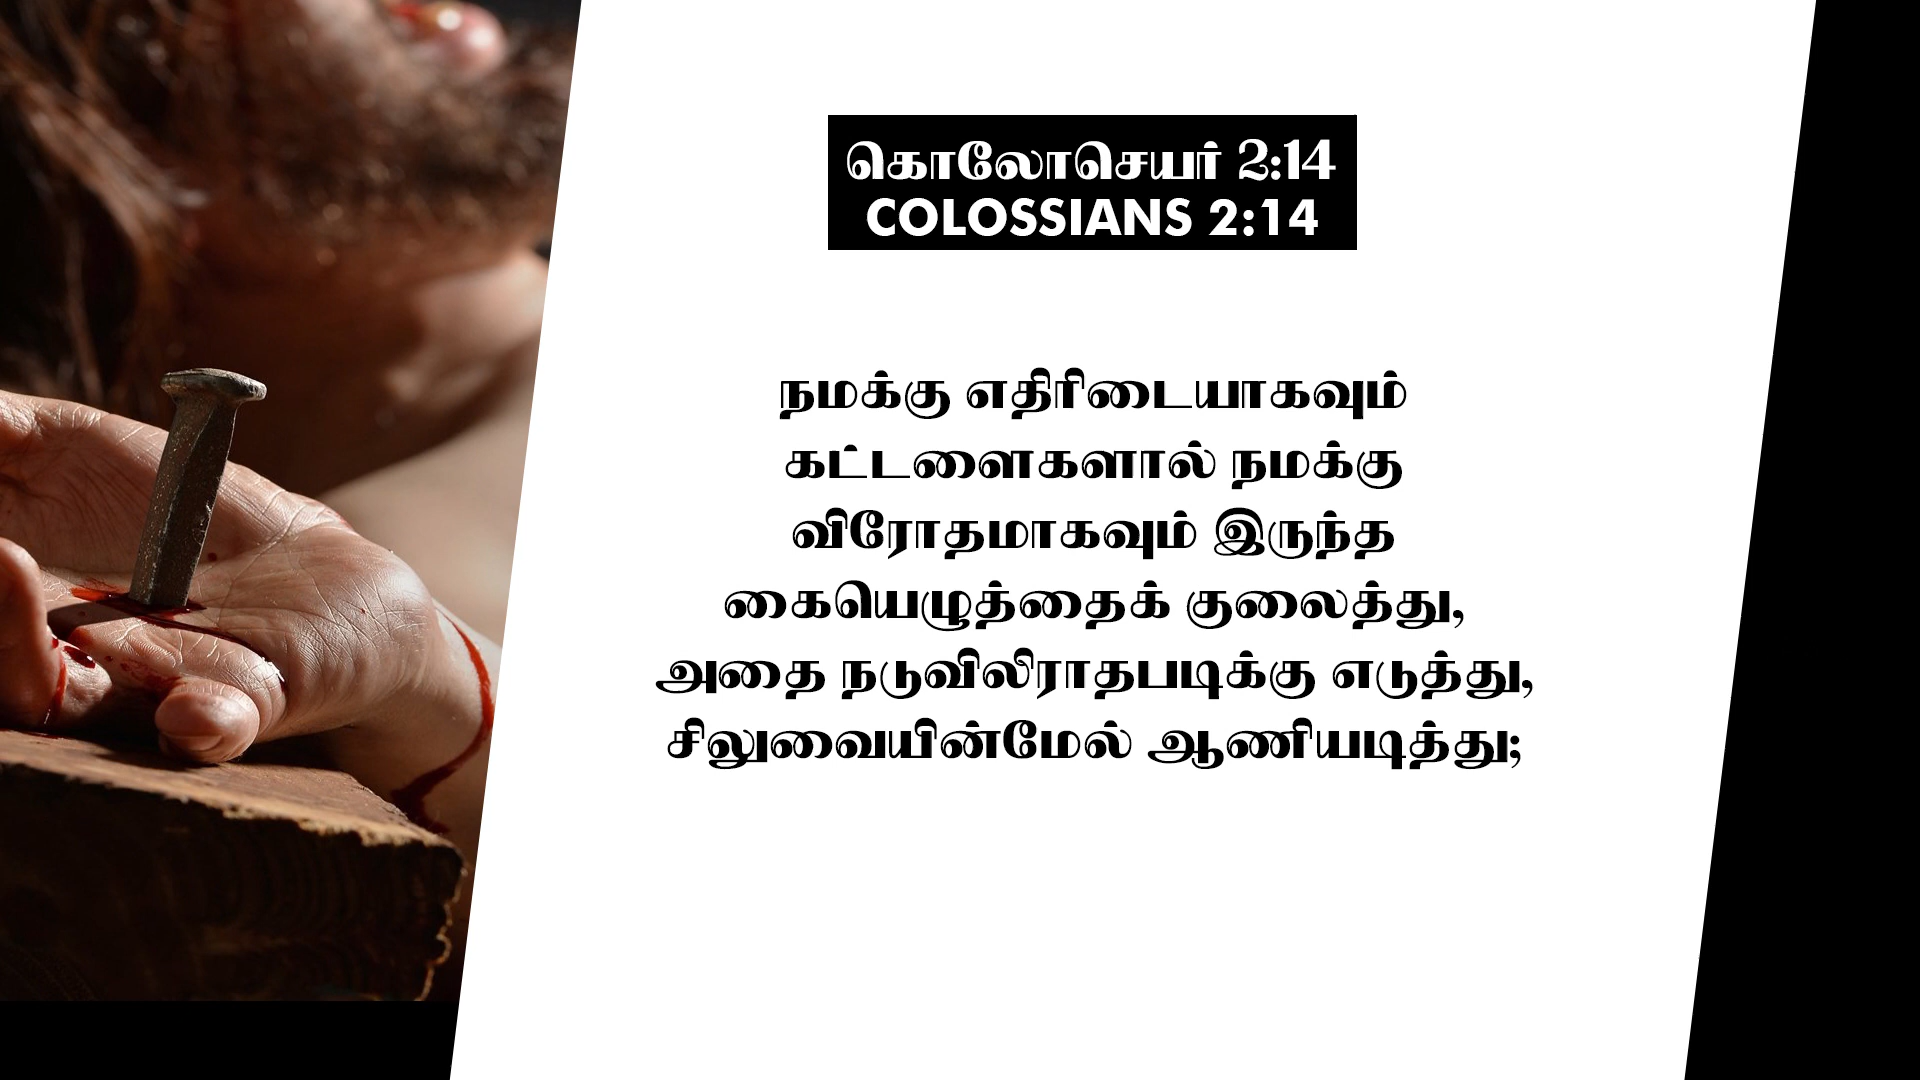 கொலோசெயர் 2:14
COLOSSIANS 2:14
நமக்கு எதிரிடையாகவும்
கட்டளைகளால் நமக்கு
விரோதமாகவும் இருந்த
கையெழுத்தைக் குலைத்து,
அதை நடுவிலிராதபடிக்கு எடுத்து,
சிலுவையின்மேல் ஆணியடித்து;